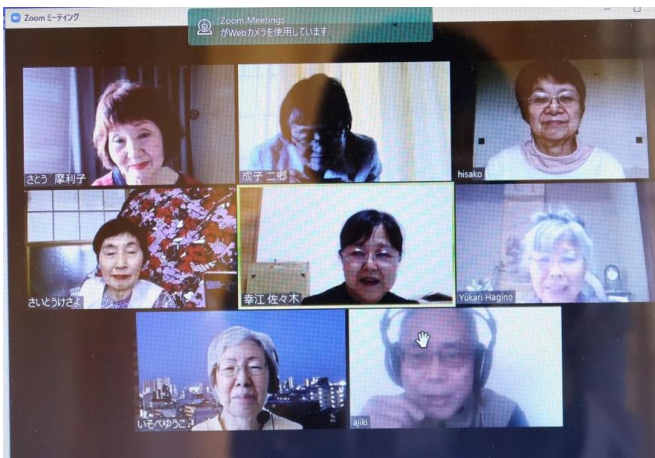 Zoom ミーティング
Zoom Meetings
がWebカメラを使用しています
さとう 摩利子
成子 二郷
hisako
さいとうけさよ
幸江 佐々木
Yukari Hagino
いそべゆうこ
ajiki